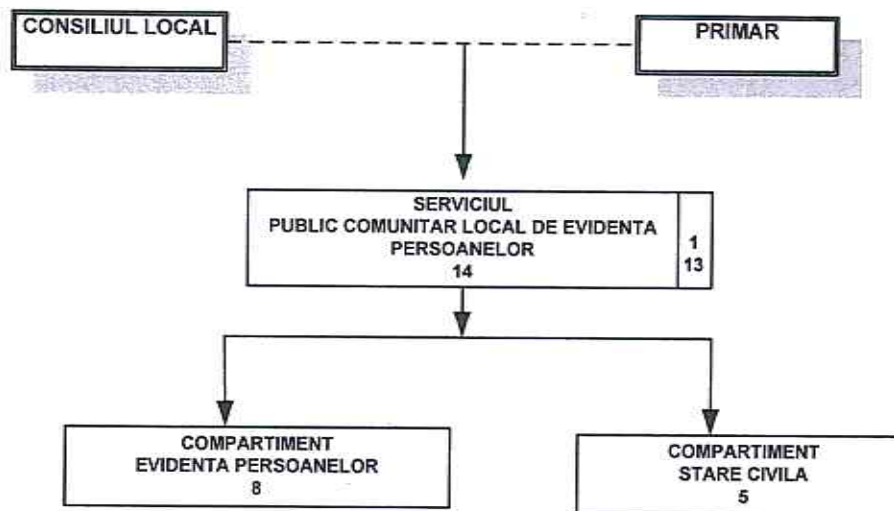 CONSILIUL LOCAL
PRIMAR
SERVICIUL
PUBLIC COMUNITAR LOCAL DE EVIDENTA
PERSOANELOR
14
1
13
COMPARTIMENT
EVIDENTA PERSOANELOR
8
COMPARTIMENT
STARE CIVILA
5